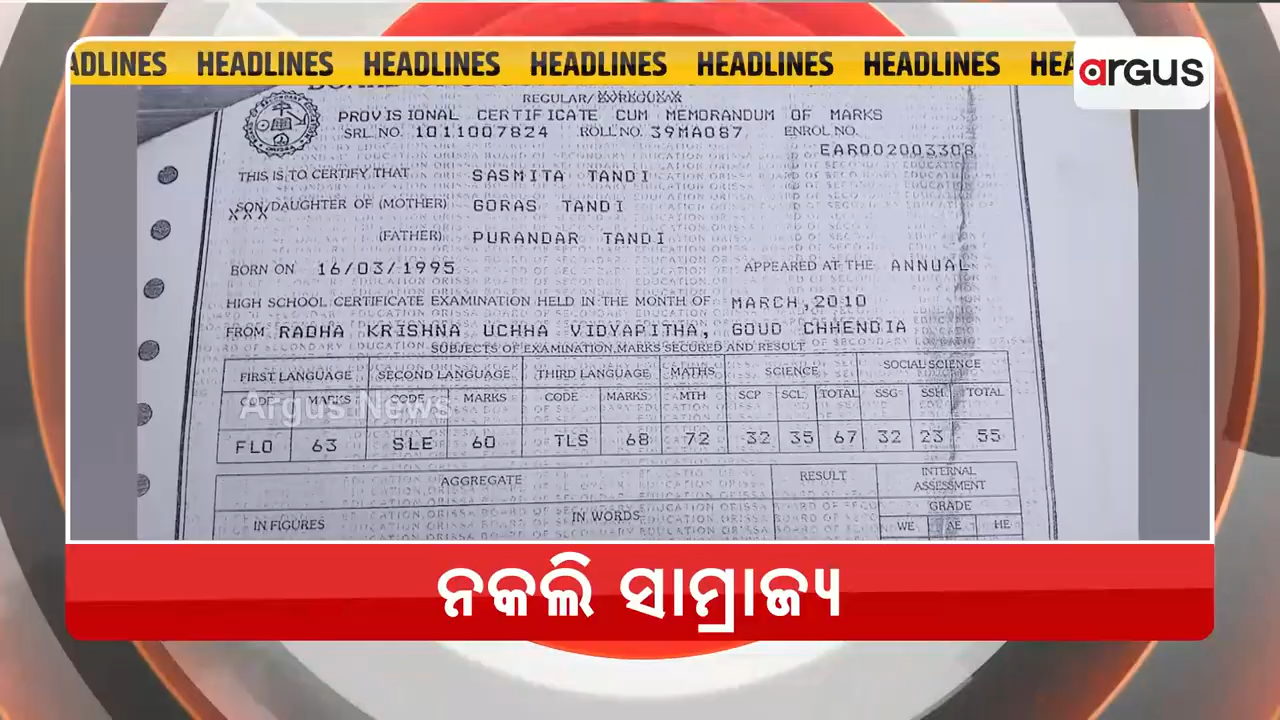 ADLINES HEADLINES HEADLINES HEADLINES HEADLINES HEADLINES HEA
argus
REGULAR/
PROVISIONAL CERTIFICATE CUM MEMORANDUM OF MARKS
SRL. NO. 1011007824 ROLL NO. 39MA087 ENROL NO.
EAR002003308
THIS IS TO CERTIFY THAT SASMITA TANDI
SON/DAUGHTER OF (MOTHER) GORAS TANDI
XXX
(FATHER) PURANDAR TANDI
BORN ON 16/03/1995 APPEARED AT THE ANNUAL
HIGH SCHOOL CERTIFICATE EXAMINATION HELD IN THE MONTH OF MARCH,2010
FROM RADHA KRISHNA UCHHA VIDYAPITHA, GOUD CHHENDIA
SUBJECTS OF EXAMINATION,MARKS SECURED AND RESULT
FIRST LANGUAGE SECOND LANGUAGE THIRD LANGUAGE MATHS SCIENCE SOCIAL SCIENCE
CODE MARKS CODE MARKS CODE MARKS MTH SCP SCL TOTAL SSG SSH TOTAL
Argus News
FLO 63 SLE 60 TLS 68 72 32 35 67 32 23 55
AGGREGATE RESULT INTERNAL ASSESSMENT
IN FIGURES IN WORDS GRADE
WE AE HE
ନକଲି ସାମ୍ରାଜ୍ୟ